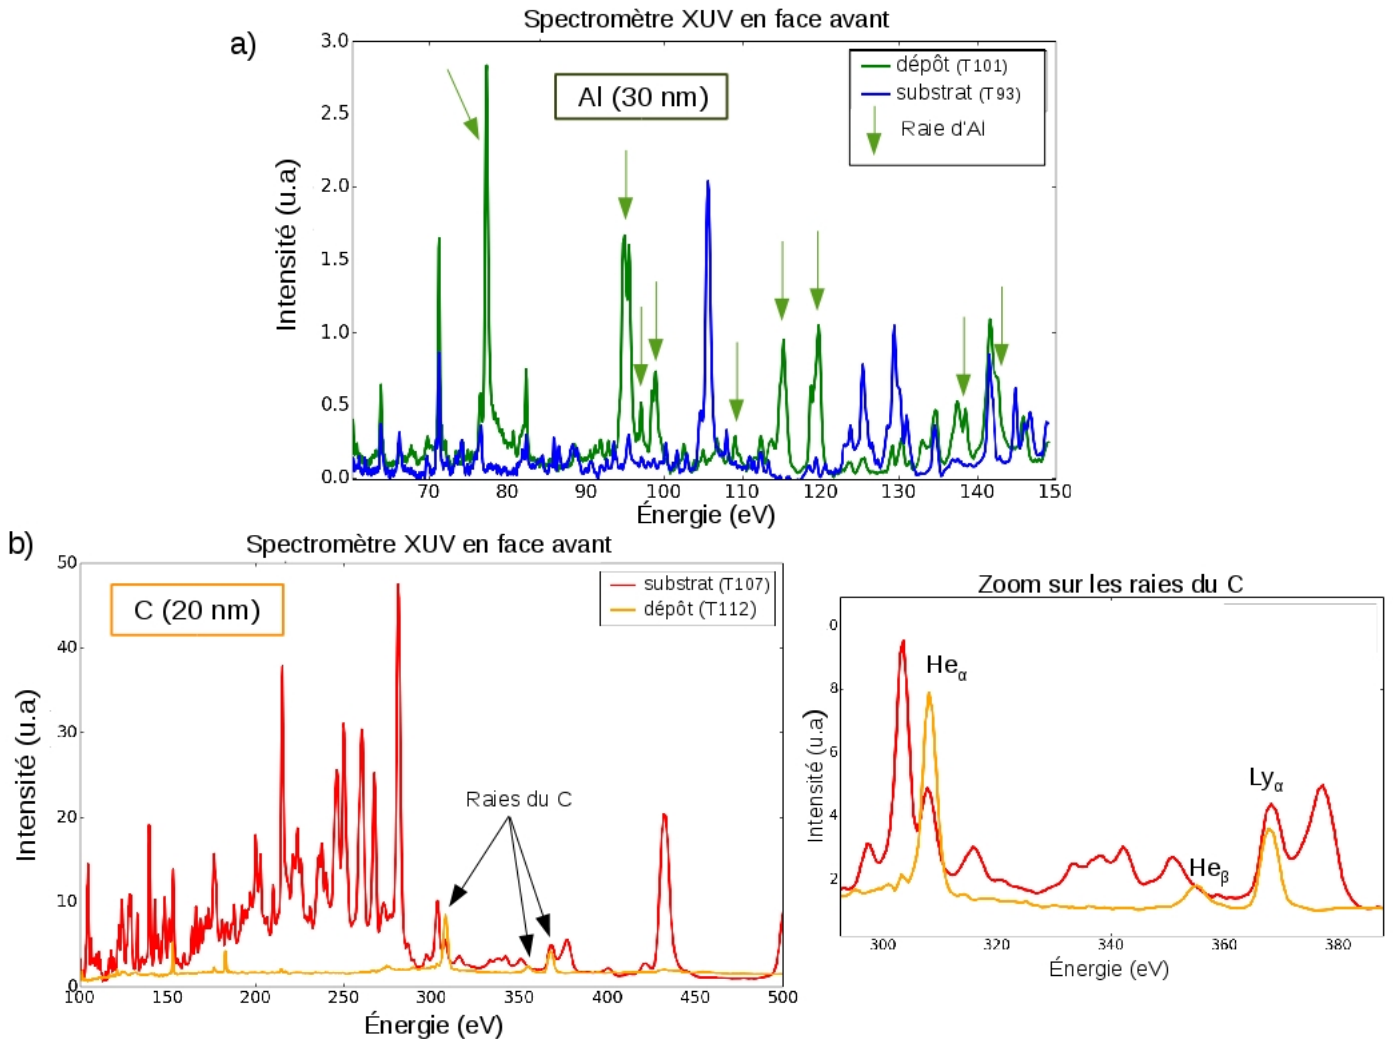 a)
Spectromètre XUV en face avant
Al (30 nm)
dépôt (T101)
substrat (T93)
Raie d'Al
Intensité (u.a)
3.0
2.5
2.0
1.5
1.0
0.5
0.0
70 80 90 100 110 120 130 140 150
Énergie (eV)
b)
Spectromètre XUV en face avant
C (20 nm)
substrat (T107)
dépôt (T112)
Raies du C
Intensité (u.a)
50
40
30
20
10
0
100 150 200 250 300 350 400 450 500
Énergie (eV)
Zoom sur les raies du C
Heα
Lyα
Heβ
Intensité (u.a)
0
8
6
4
2
300 320 340 360 380
Énergie (eV)